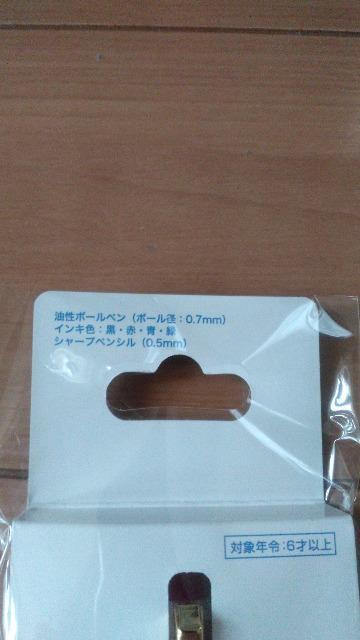 油性ボールペン（ボール径：0.7mm）
インキ色：黒・赤・青・緑
シャープペンシル（0.5mm）
対象年令：6才以上